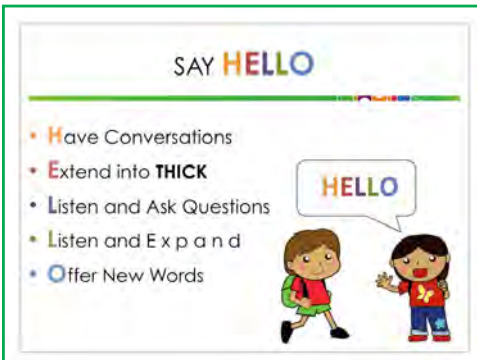 SAY HELLO
• Have Conversations
• Extend into THICK
• Listen and Ask Questions
• Listen and E x p a n d
• Offer New Words
HELLO